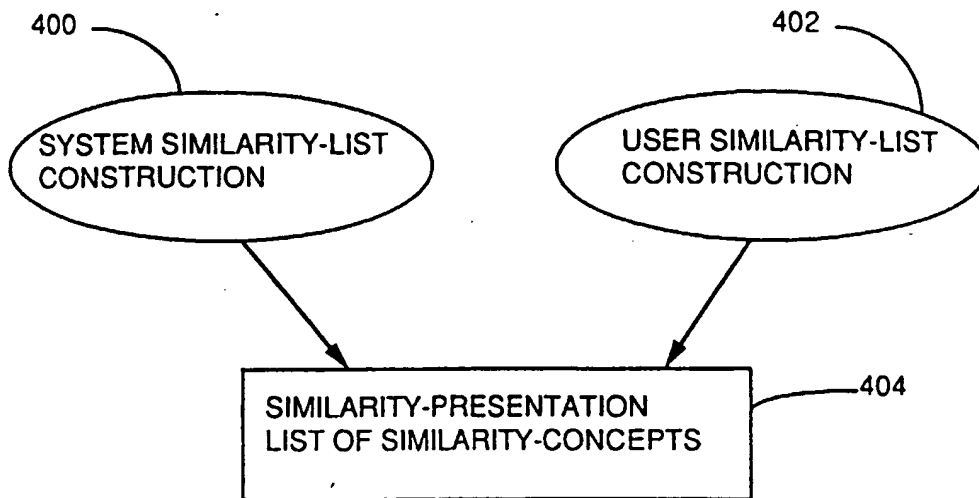 400
402
SYSTEM SIMILARITY-LIST
CONSTRUCTION
USER SIMILARITY-LIST
CONSTRUCTION
SIMILARITY-PRESENTATION
LIST OF SIMILARITY-CONCEPTS
404